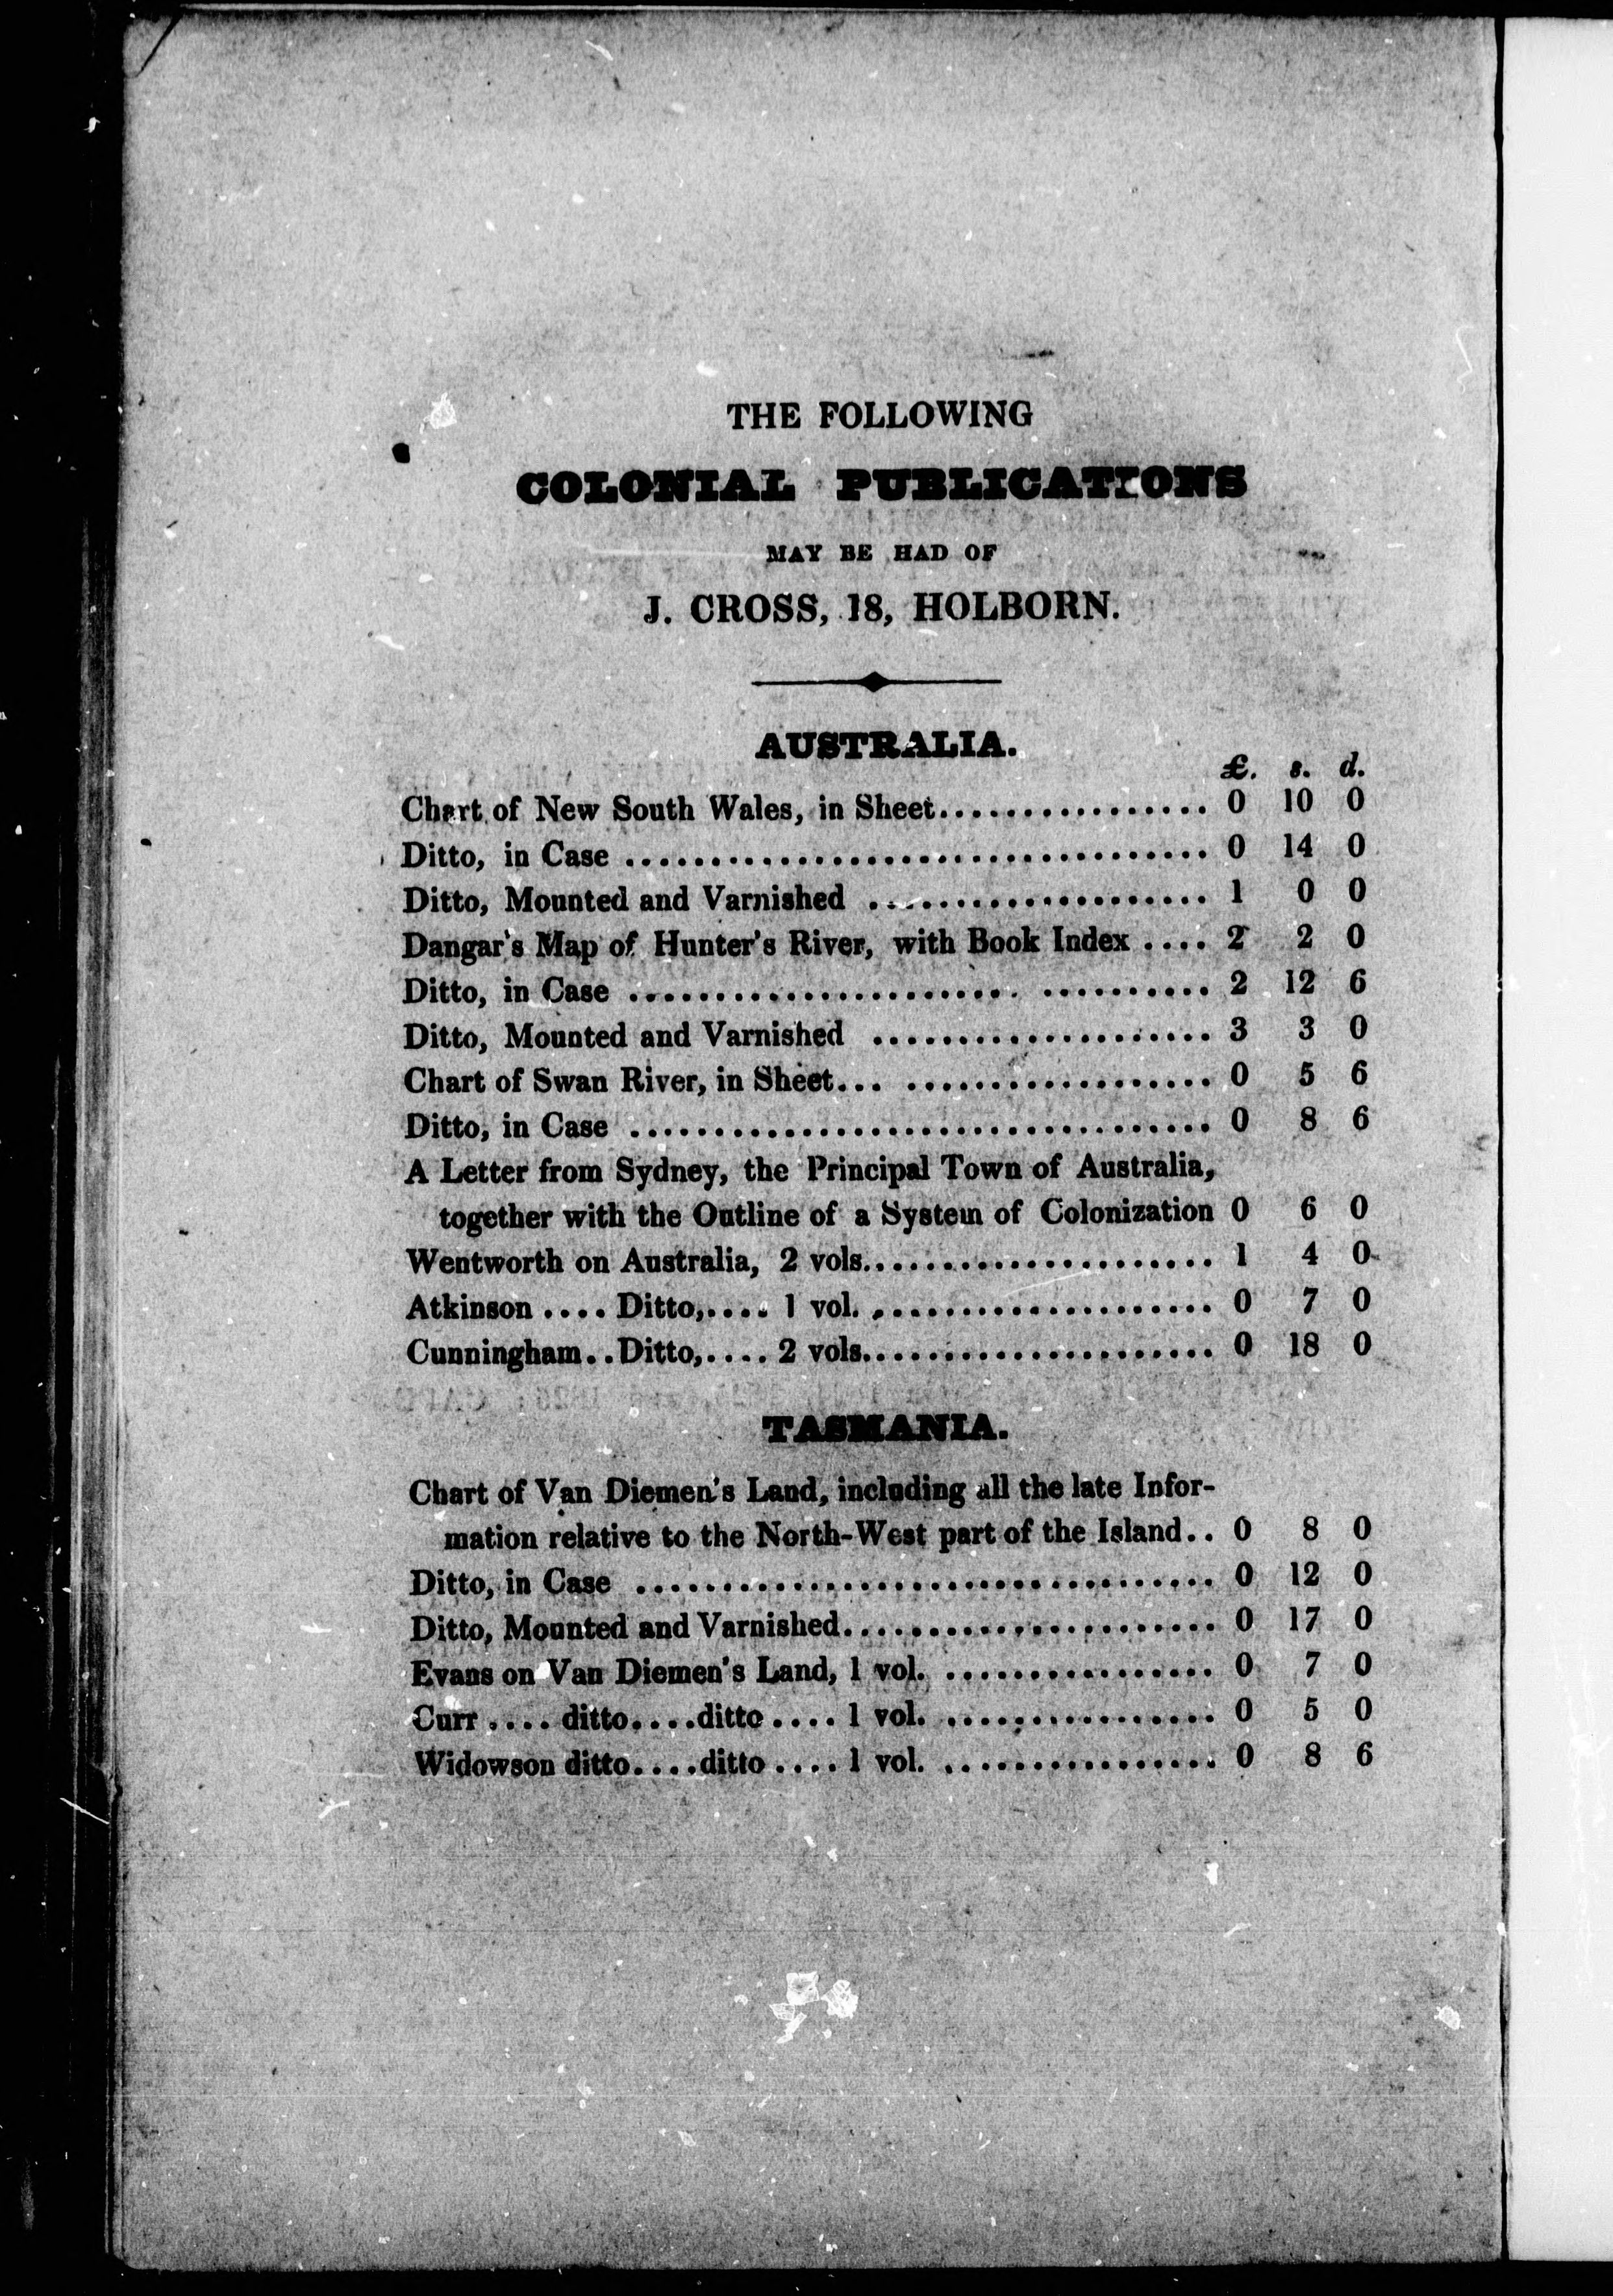 THE FOLLOWING
COLONIAL PUBLICATIONS
MAY BE HAD OF
J. CROSS, 18, HOLBORN.
AUSTRALIA.
£. s. d.
Chart of New South Wales, in Sheet................ 0 10 0
Ditto, in Case ................................... 0 14 0
Ditto, Mounted and Varnished .................... 1 0 0
Dangar's Map of Hunter's River, with Book Index .... 2 2 0
Ditto, in Case ....................... .......... 2 12 6
Ditto, Mounted and Varnished .................... 3 3 0
Chart of Swan River, in Sheet... .................. 0 5 6
Ditto, in Case ................................... 0 8 6
A Letter from Sydney, the Principal Town of Australia,
together with the Outline of a System of Colonization 0 6 0
Wentworth on Australia, 2 vols..................... 1 4 0
Atkinson .... Ditto,.... 1 vol. .................... 0 7 0
Cunningham..Ditto,.... 2 vols..................... 0 18 0
TASMANIA.
Chart of Van Diemen's Land, including all the late Infor-
mation relative to the North-West part of the Island.. 0 8 0
Ditto, in Case ................................... 0 12 0
Ditto, Mounted and Varnished...................... 0 17 0
Evans on Van Diemen's Land, 1 vol. ................ 0 7 0
Curr .... ditto....ditto .... 1 vol. ................ 0 5 0
Widowson ditto....ditto .... 1 vol. ................ 0 8 6